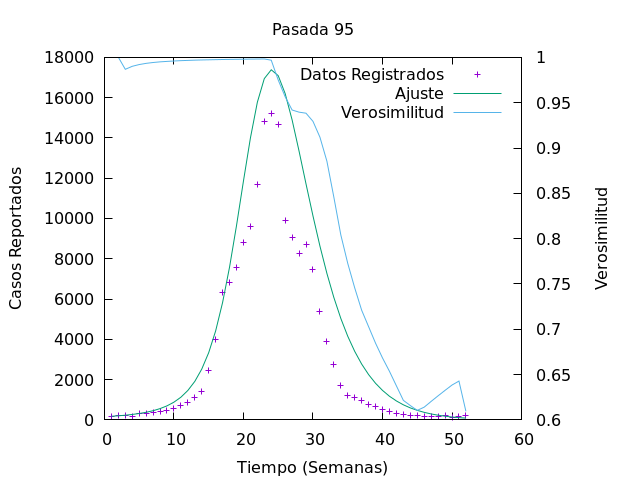 Pasada 95
18000
16000
14000
12000
10000
8000
6000
4000
2000
0
Casos Reportados
Datos Registrados
Ajuste
Verosimilitud
1
0.95
0.9
0.85
0.8
0.75
0.7
0.65
0.6
Verosimilitud
0 10 20 30 40 50 60
Tiempo (Semanas)